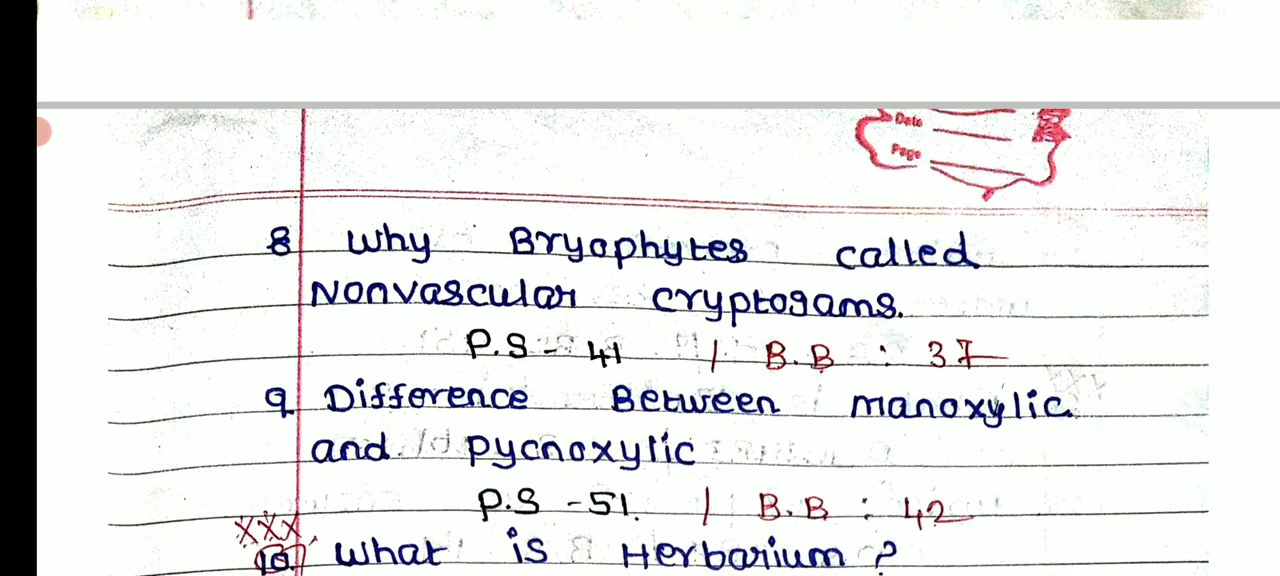 Date
Page
8 Why Bryophytes called
Nonvascular cryptogams.
P.S - 41 / B.B : 37
9 Difference Between manoxylic
and pycnoxylic
P.S - 51. / B.B : 42
xxx
10. What is Herbarium ?